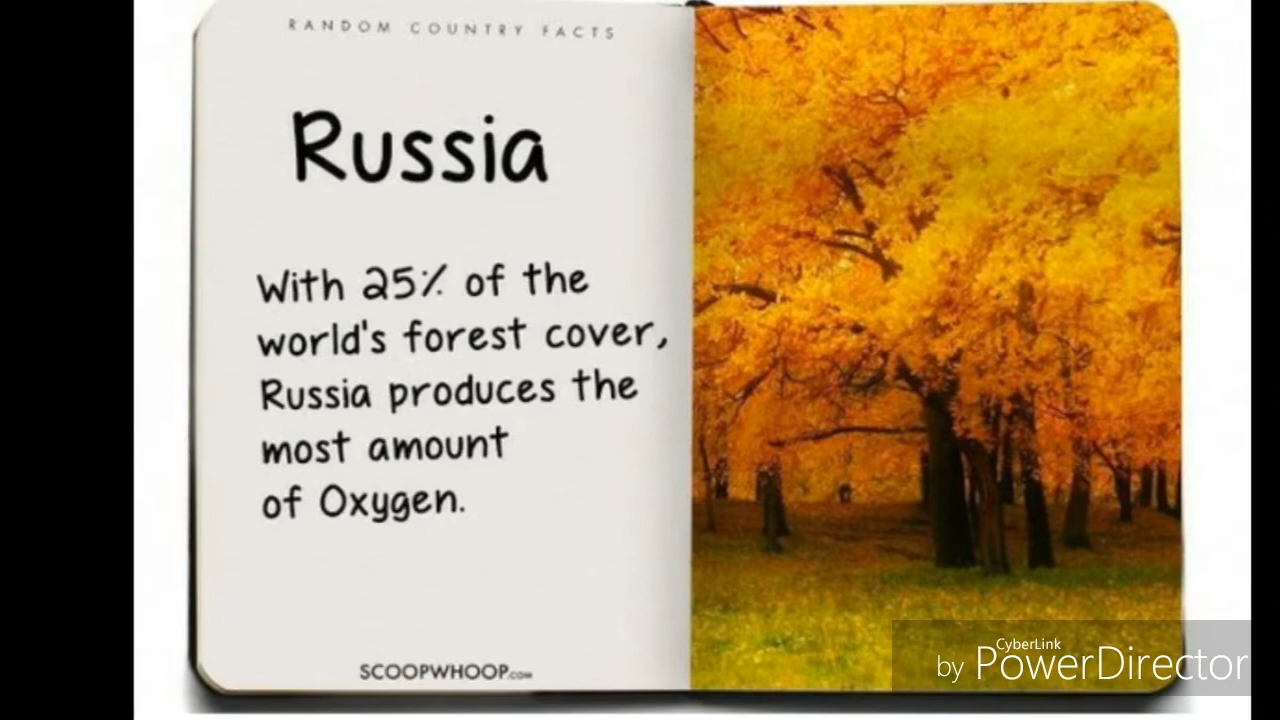 RANDOM COUNTRY FACTS
Russia
With 25% of the
world's forest cover,
Russia produces the
most amount
of Oxygen.
SCOOPWHOOP.COM
CyberLink
by PowerDirector